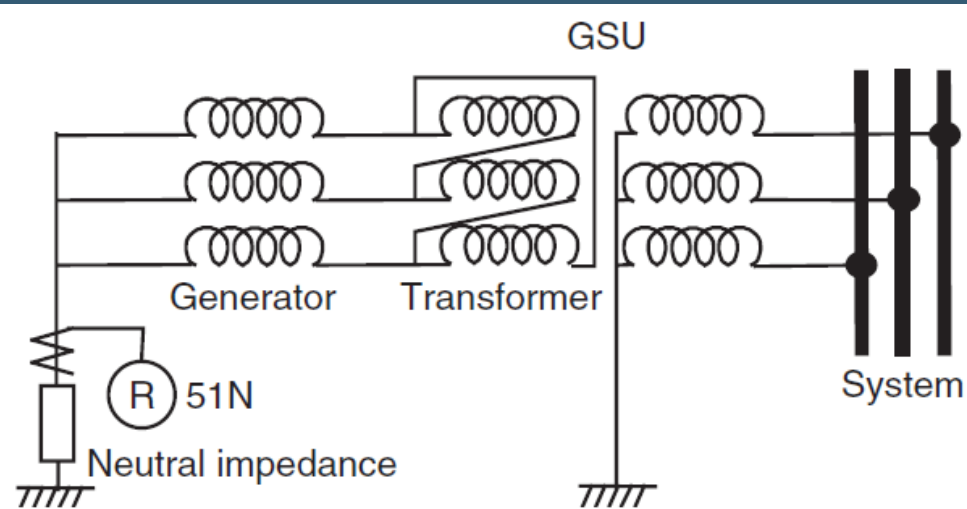 GSU
Generator
Transformer
System
R 51N
Neutral impedance